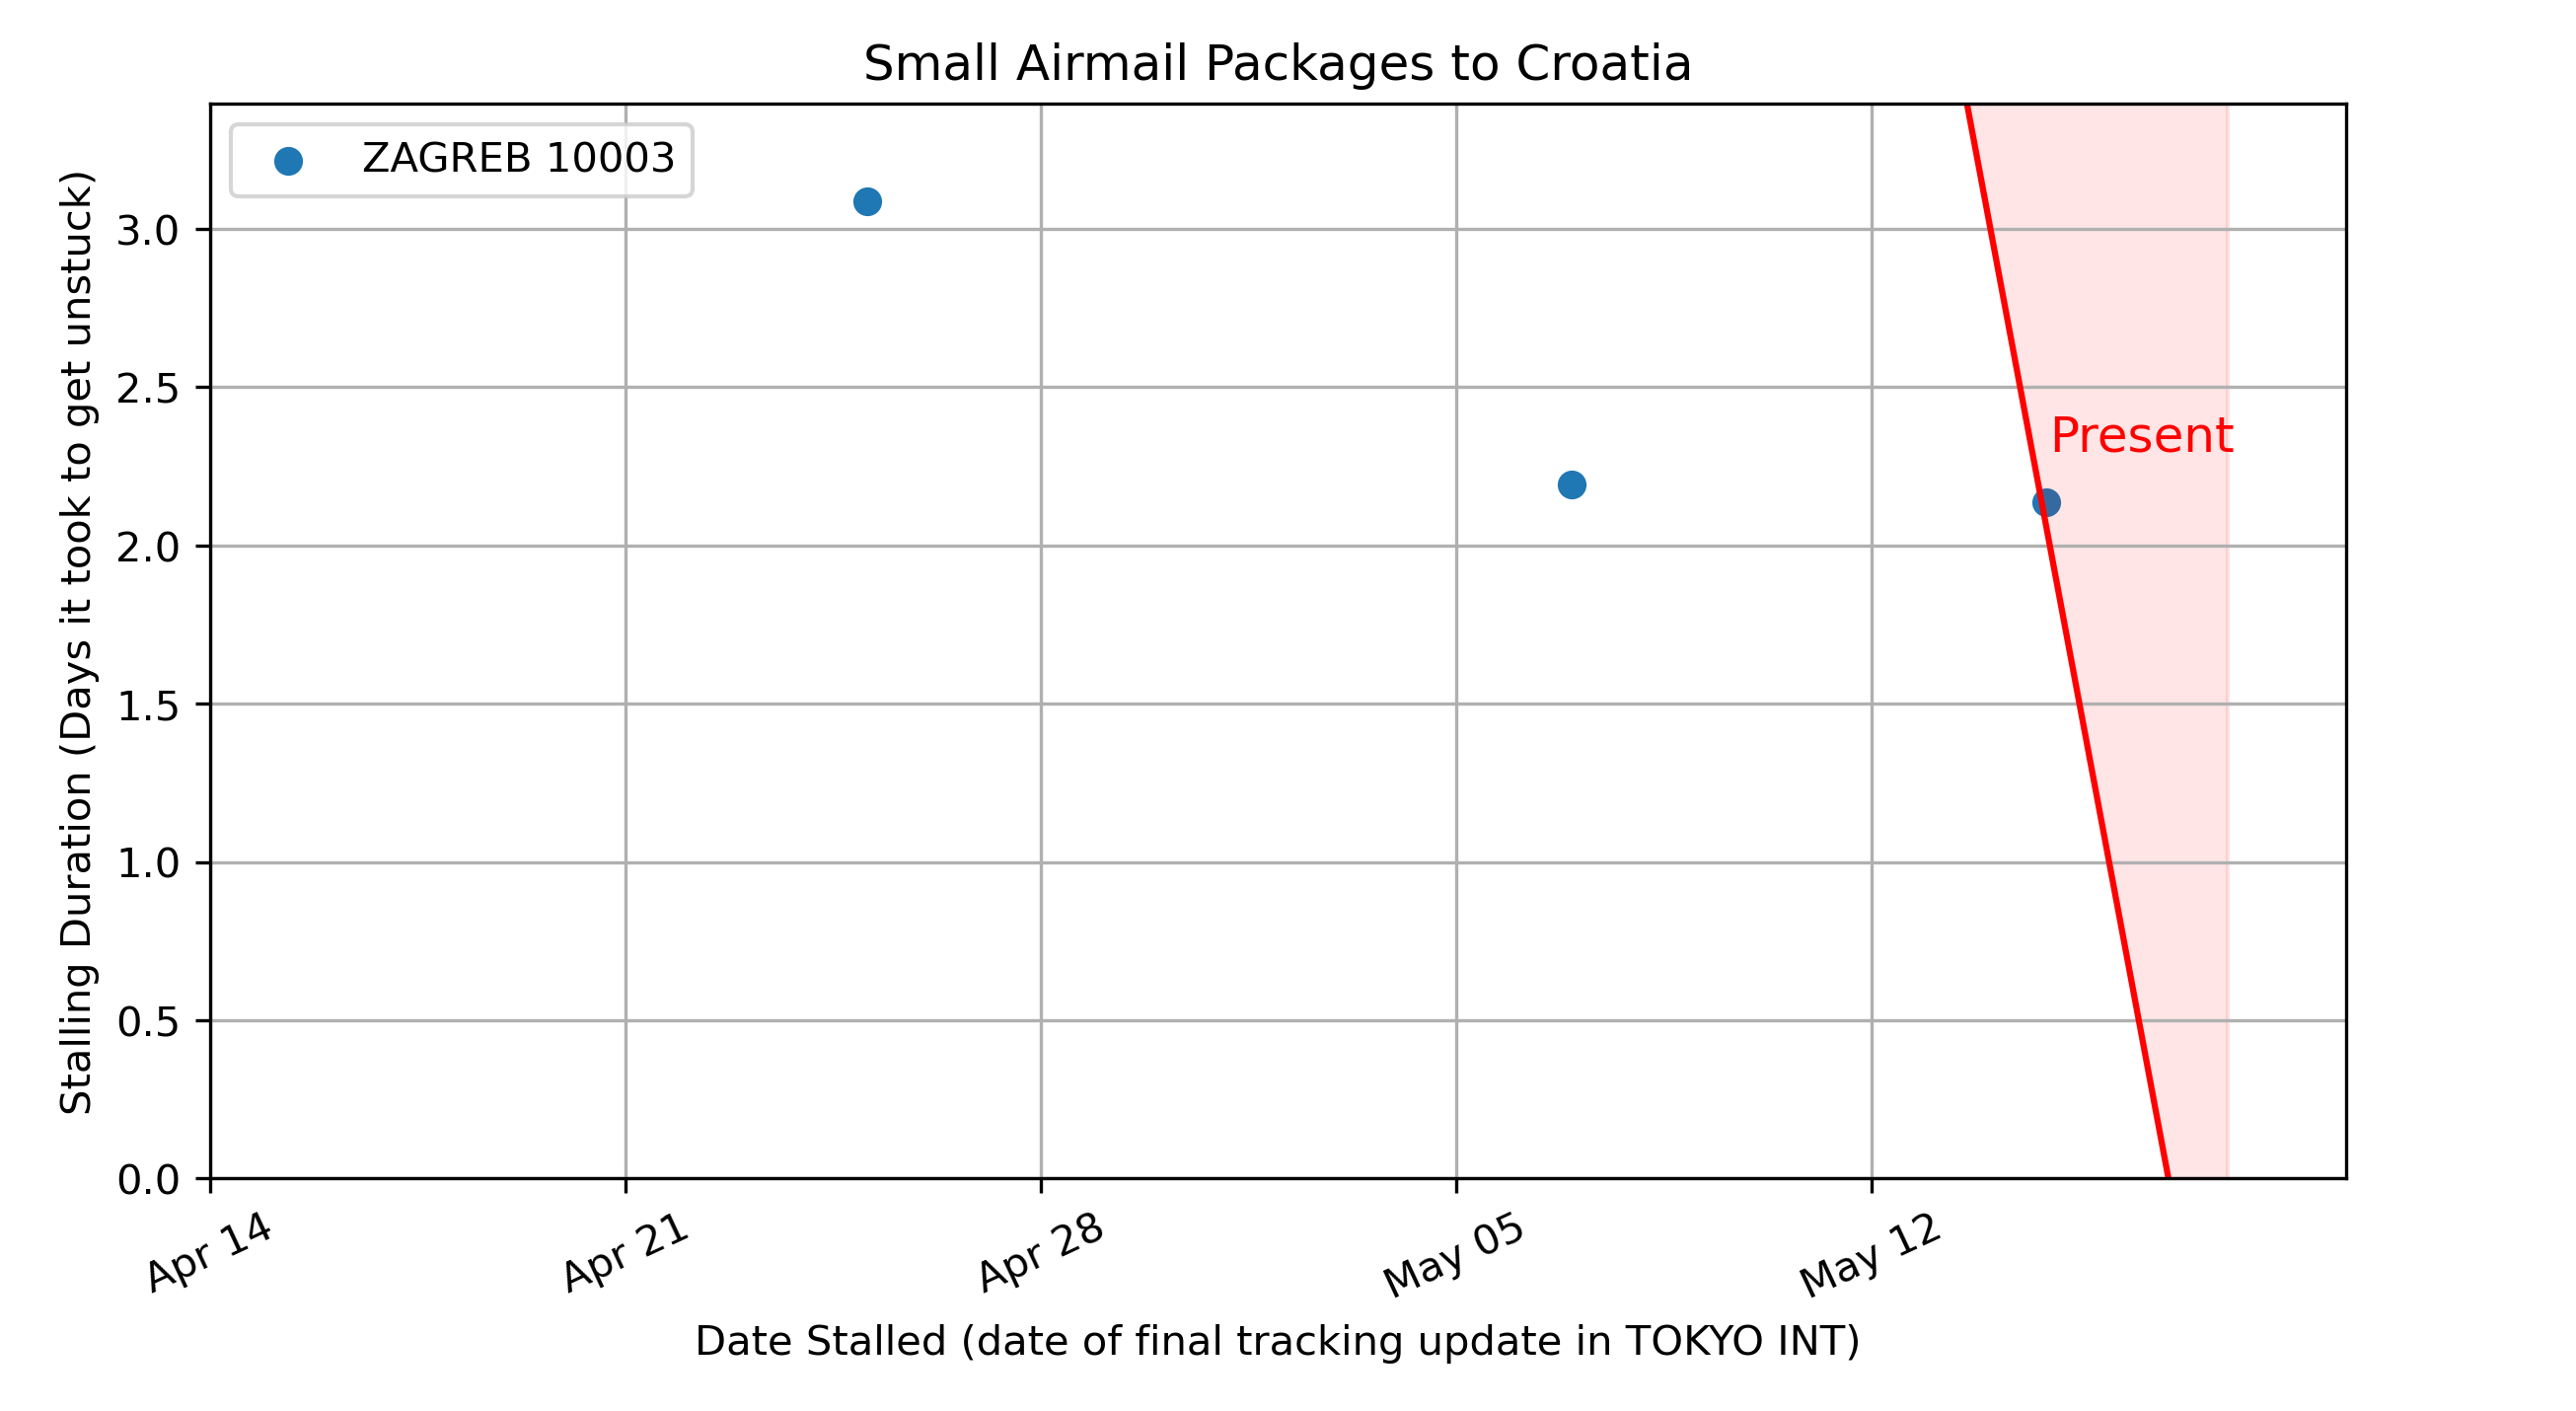 Small Airmail Packages to Croatia
ZAGREB 10003
Stalling Duration (Days it took to get unstuck)
3.0
2.5
2.0
1.5
1.0
0.5
0.0
Present
Apr 14
Apr 21
Apr 28
May 05
May 12
Date Stalled (date of final tracking update in TOKYO INT)